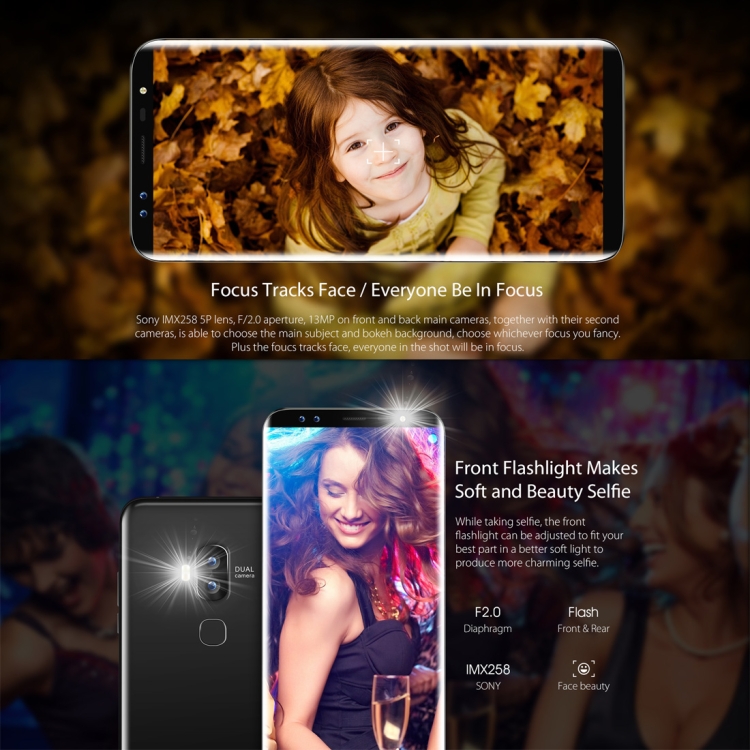 Focus Tracks Face / Everyone Be In Focus
Sony IMX258 5P lens, F/2.0 aperture, 13MP on front and back main cameras, together with their second
cameras, is able to choose the main subject and bokeh background, choose whichever focus you fancy.
Plus the foucs tracks face, everyone in the shot will be in focus.
Front Flashlight Makes
Soft and Beauty Selfie
While taking selfie, the front
flashlight can be adjusted to fit your
best part in a better soft light to
produce more charming selfie.
DUAL
camera
F2.0
Diaphragm
Flash
Front & Rear
IMX258
SONY
Face beauty